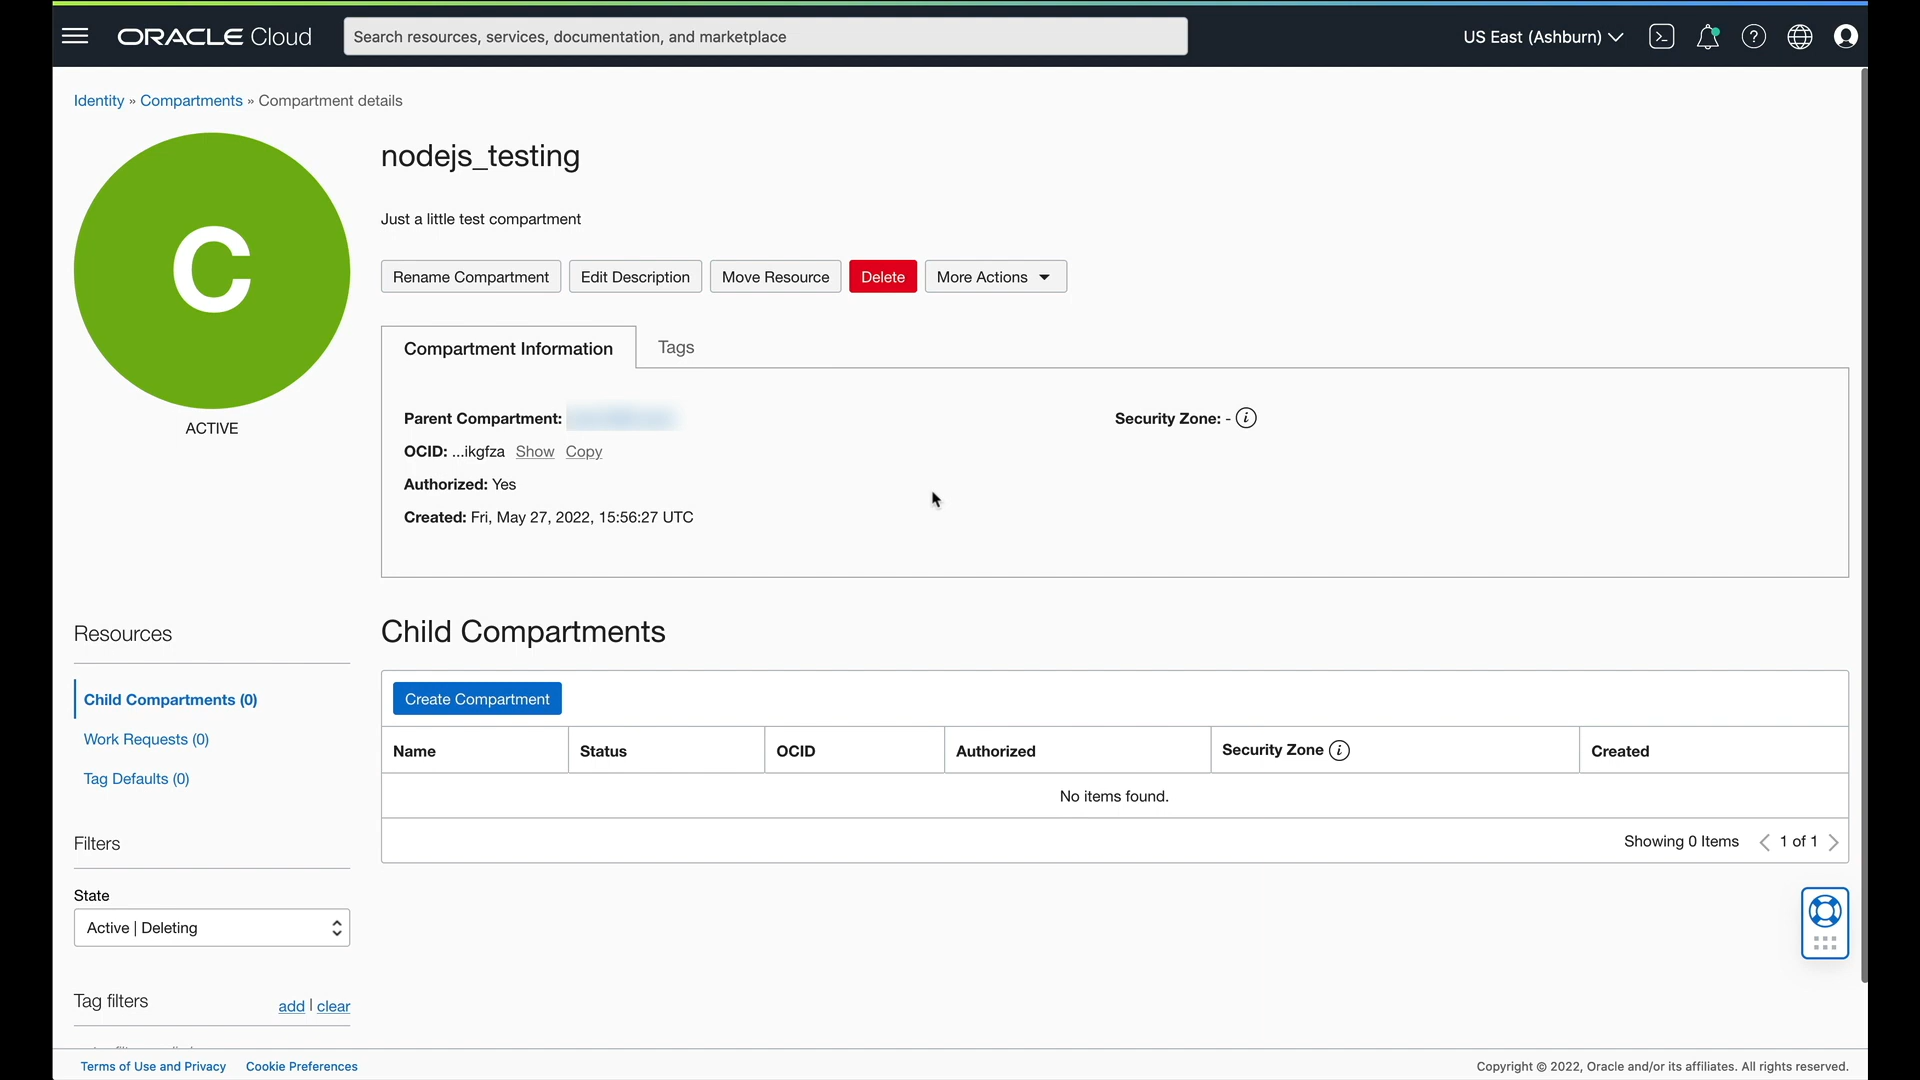 ORACLE Cloud
Search resources, services, documentation, and marketplace
US East (Ashburn)
Identity » Compartments » Compartment details
C
ACTIVE
nodejs_testing
Just a little test compartment
Rename Compartment
Edit Description
Move Resource
Delete
More Actions
Compartment Information
Tags
Parent Compartment:
Security Zone: -
OCID: ...ikgfza Show Copy
Authorized: Yes
Created: Fri, May 27, 2022, 15:56:27 UTC
Resources
Child Compartments (0)
Work Requests (0)
Tag Defaults (0)
Filters
State
Active | Deleting
Tag filters
add | clear
Child Compartments
Create Compartment
Name Status OCID Authorized Security Zone Created
No items found.
Showing 0 Items
1 of 1
Terms of Use and Privacy Cookie Preferences
Copyright © 2022, Oracle and/or its affiliates. All rights reserved.